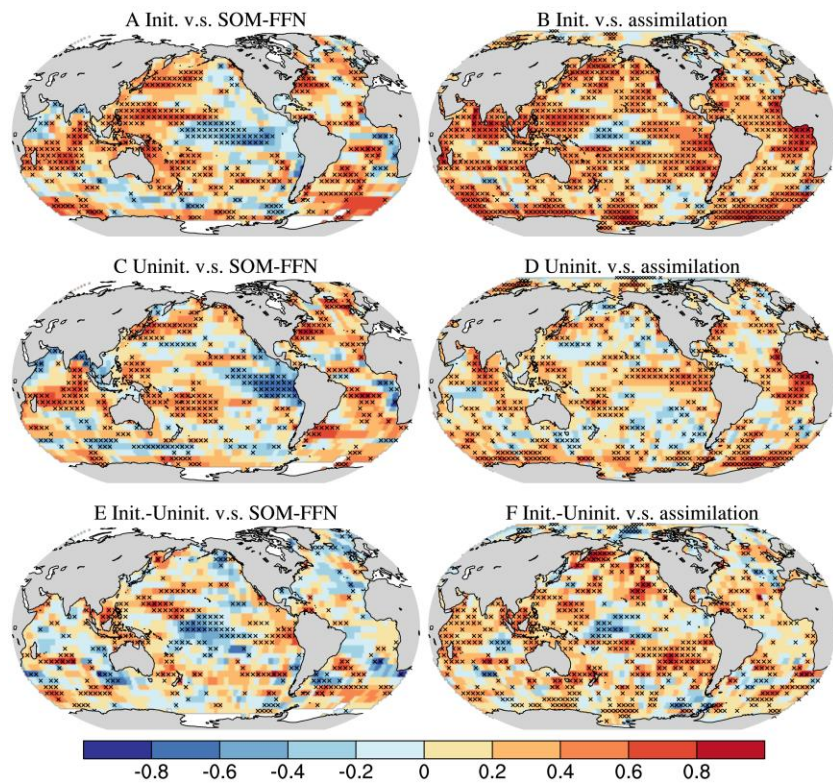 A Init. v.s. SOM-FFN
B Init. v.s. assimilation
C Uninit. v.s. SOM-FFN
D Uninit. v.s. assimilation
E Init.-Uninit. v.s. SOM-FFN
F Init.-Uninit. v.s. assimilation
-0.8 -0.6 -0.4 -0.2 0 0.2 0.4 0.6 0.8